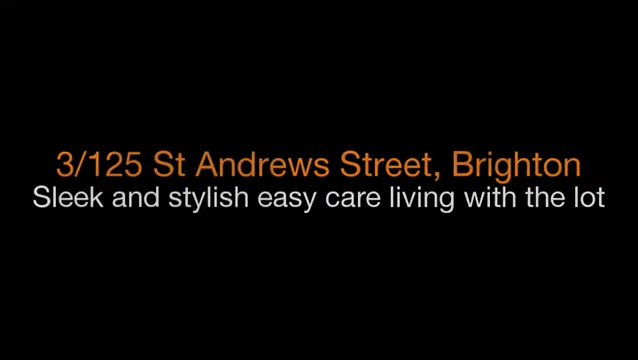 3/125 St Andrews Street, Brighton
Sleek and stylish easy care living with the lot